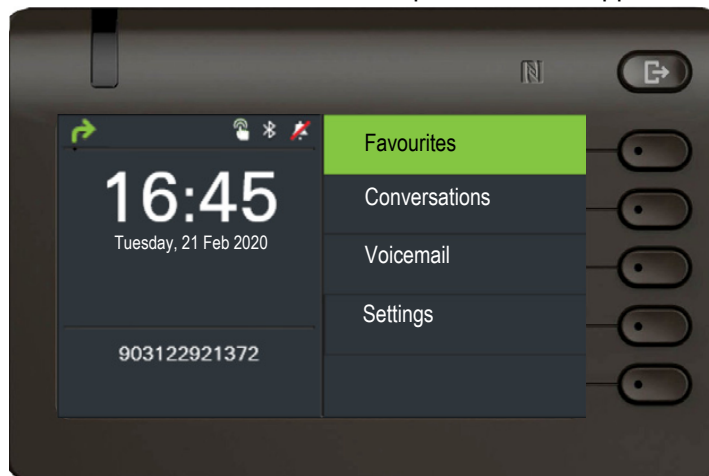 16:45
Tuesday, 21 Feb 2020
903122921372
Favourites
Conversations
Voicemail
Settings